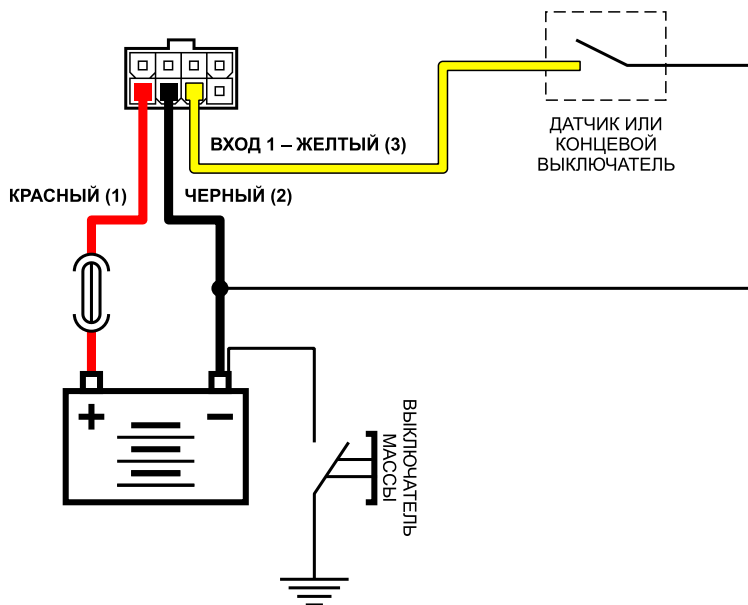 ВХОД 1 – ЖЕЛТЫЙ (3)
ДАТЧИК ИЛИ
КОНЦЕВОЙ
ВЫКЛЮЧАТЕЛЬ
КРАСНЫЙ (1)
ЧЕРНЫЙ (2)
+
–
ВЫКЛЮЧАТЕЛЬ
МАССЫ